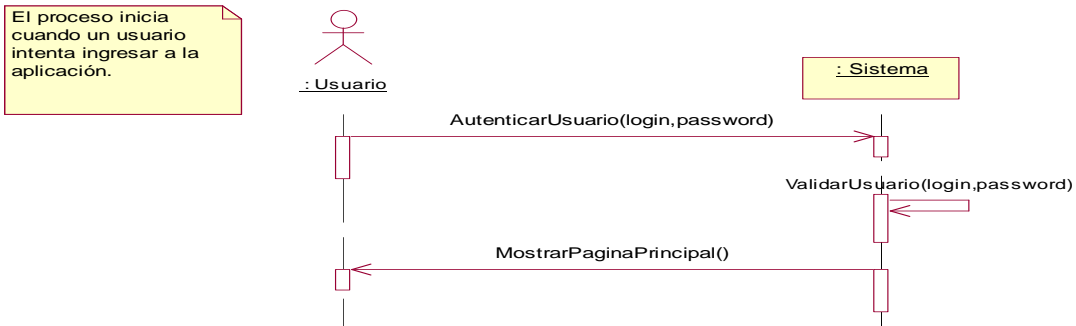 El proceso inicia
cuando un usuario
intenta ingresar a la
aplicación.
: Usuario
: Sistema
AutenticarUsuario(login,password)
ValidarUsuario(login,password)
MostrarPaginaPrincipal()